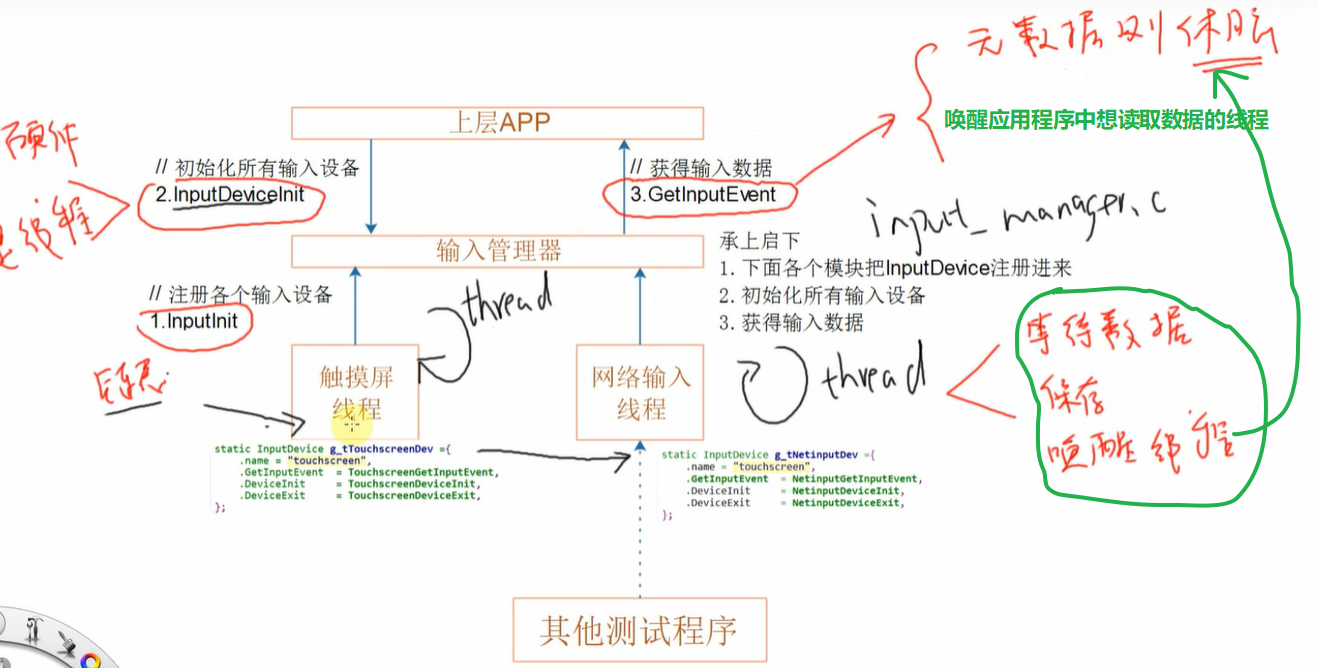 无数据则休眠
唤醒应用程序中想读取数据的线程
上层APP
硬件
// 初始化所有输入设备
2.InputDeviceInit
// 获得输入数据
3.GetInputEvent
线程
input_manager.c
输入管理器
承上启下
1. 下面各个模块把InputDevice注册进来
2. 初始化所有输入设备
3. 获得输入数据
// 注册各个输入设备
1.InputInit
thread
等待数据
保存
唤醒线程
触摸屏
线程
网络输入
线程
thread
链表
static InputDevice g_tTouchscreenDev ={
.name = "touchscreen",
.GetInputEvent = TouchscreenGetInputEvent,
.DeviceInit = TouchscreenDeviceInit,
.DeviceExit = TouchscreenDeviceExit,
};
static InputDevice g_tNetinputDev ={
.name = "touchscreen",
.GetInputEvent = NetinputGetInputEvent,
.DeviceInit = NetinputDeviceInit,
.DeviceExit = NetinputDeviceExit,
};
其他测试程序